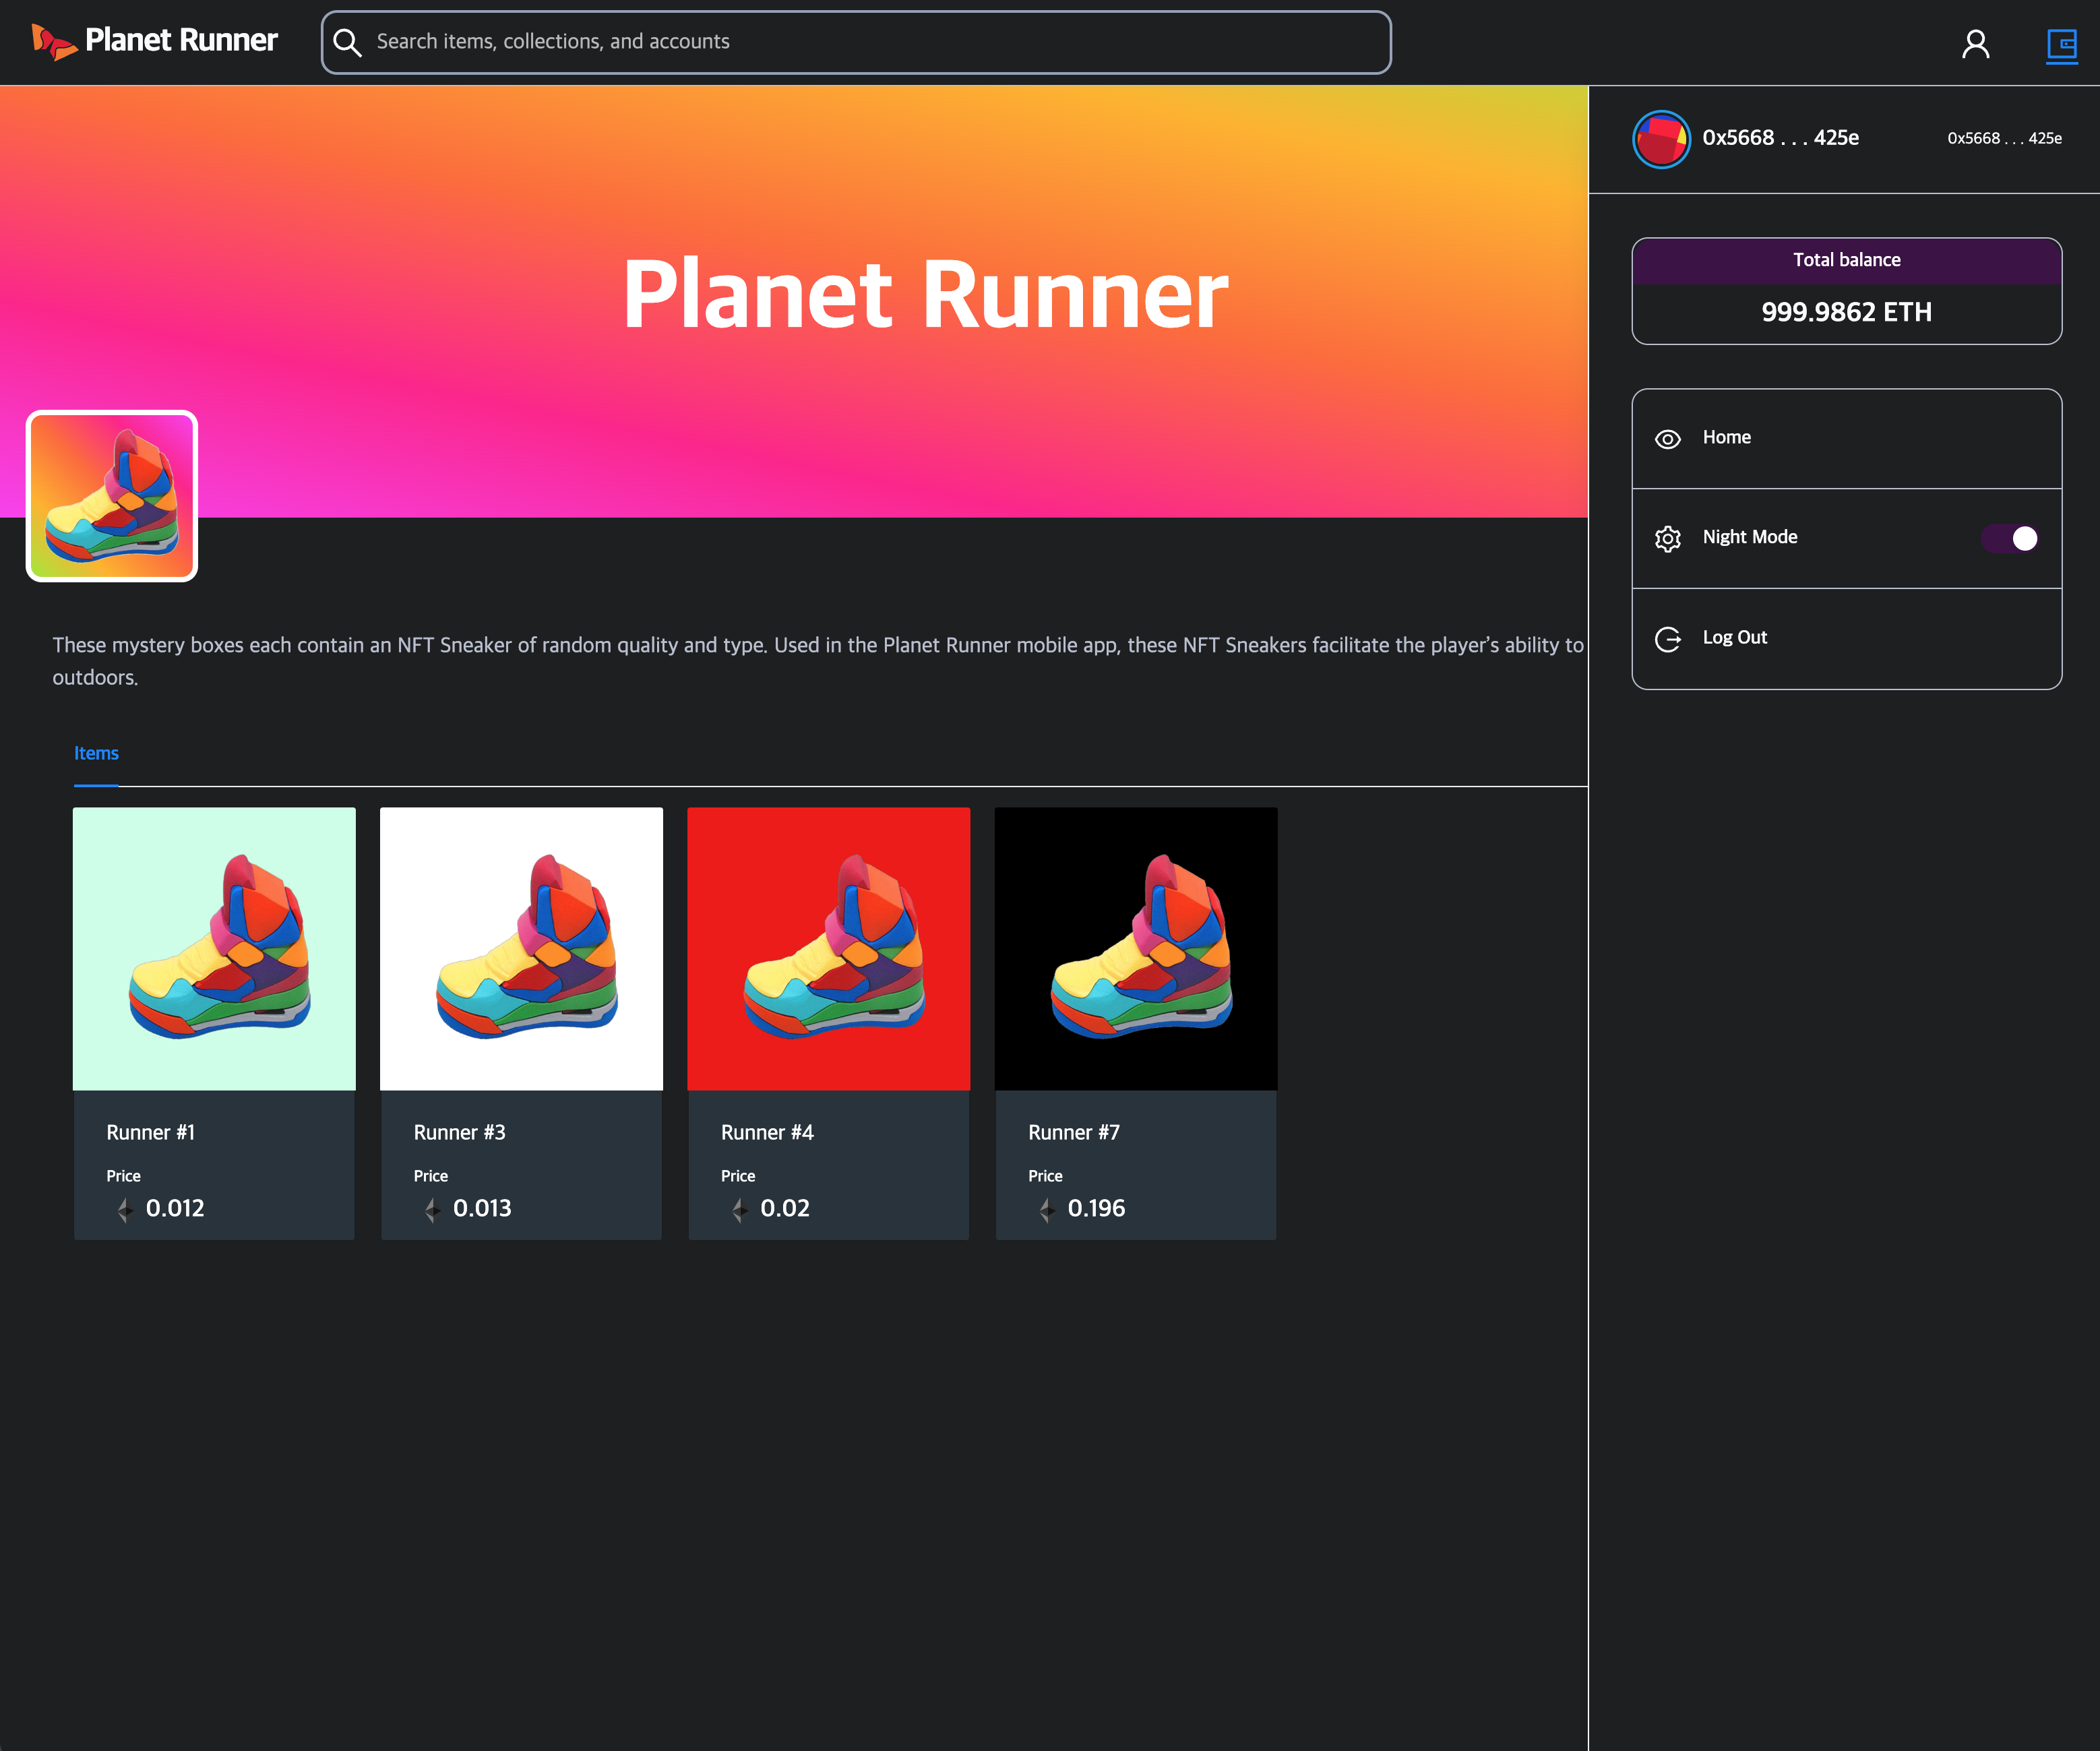 Planet Runner
Search items, collections, and accounts
0x5668 . . . 425e
0x5668 . . . 425e
Planet Runner
Total balance
999.9862 ETH
Home
Night Mode
Log Out
These mystery boxes each contain an NFT Sneaker of random quality and type. Used in the Planet Runner mobile app, these NFT Sneakers facilitate the player’s ability to
outdoors.
Items
Runner #1
Price
0.012
Runner #3
Price
0.013
Runner #4
Price
0.02
Runner #7
Price
0.196